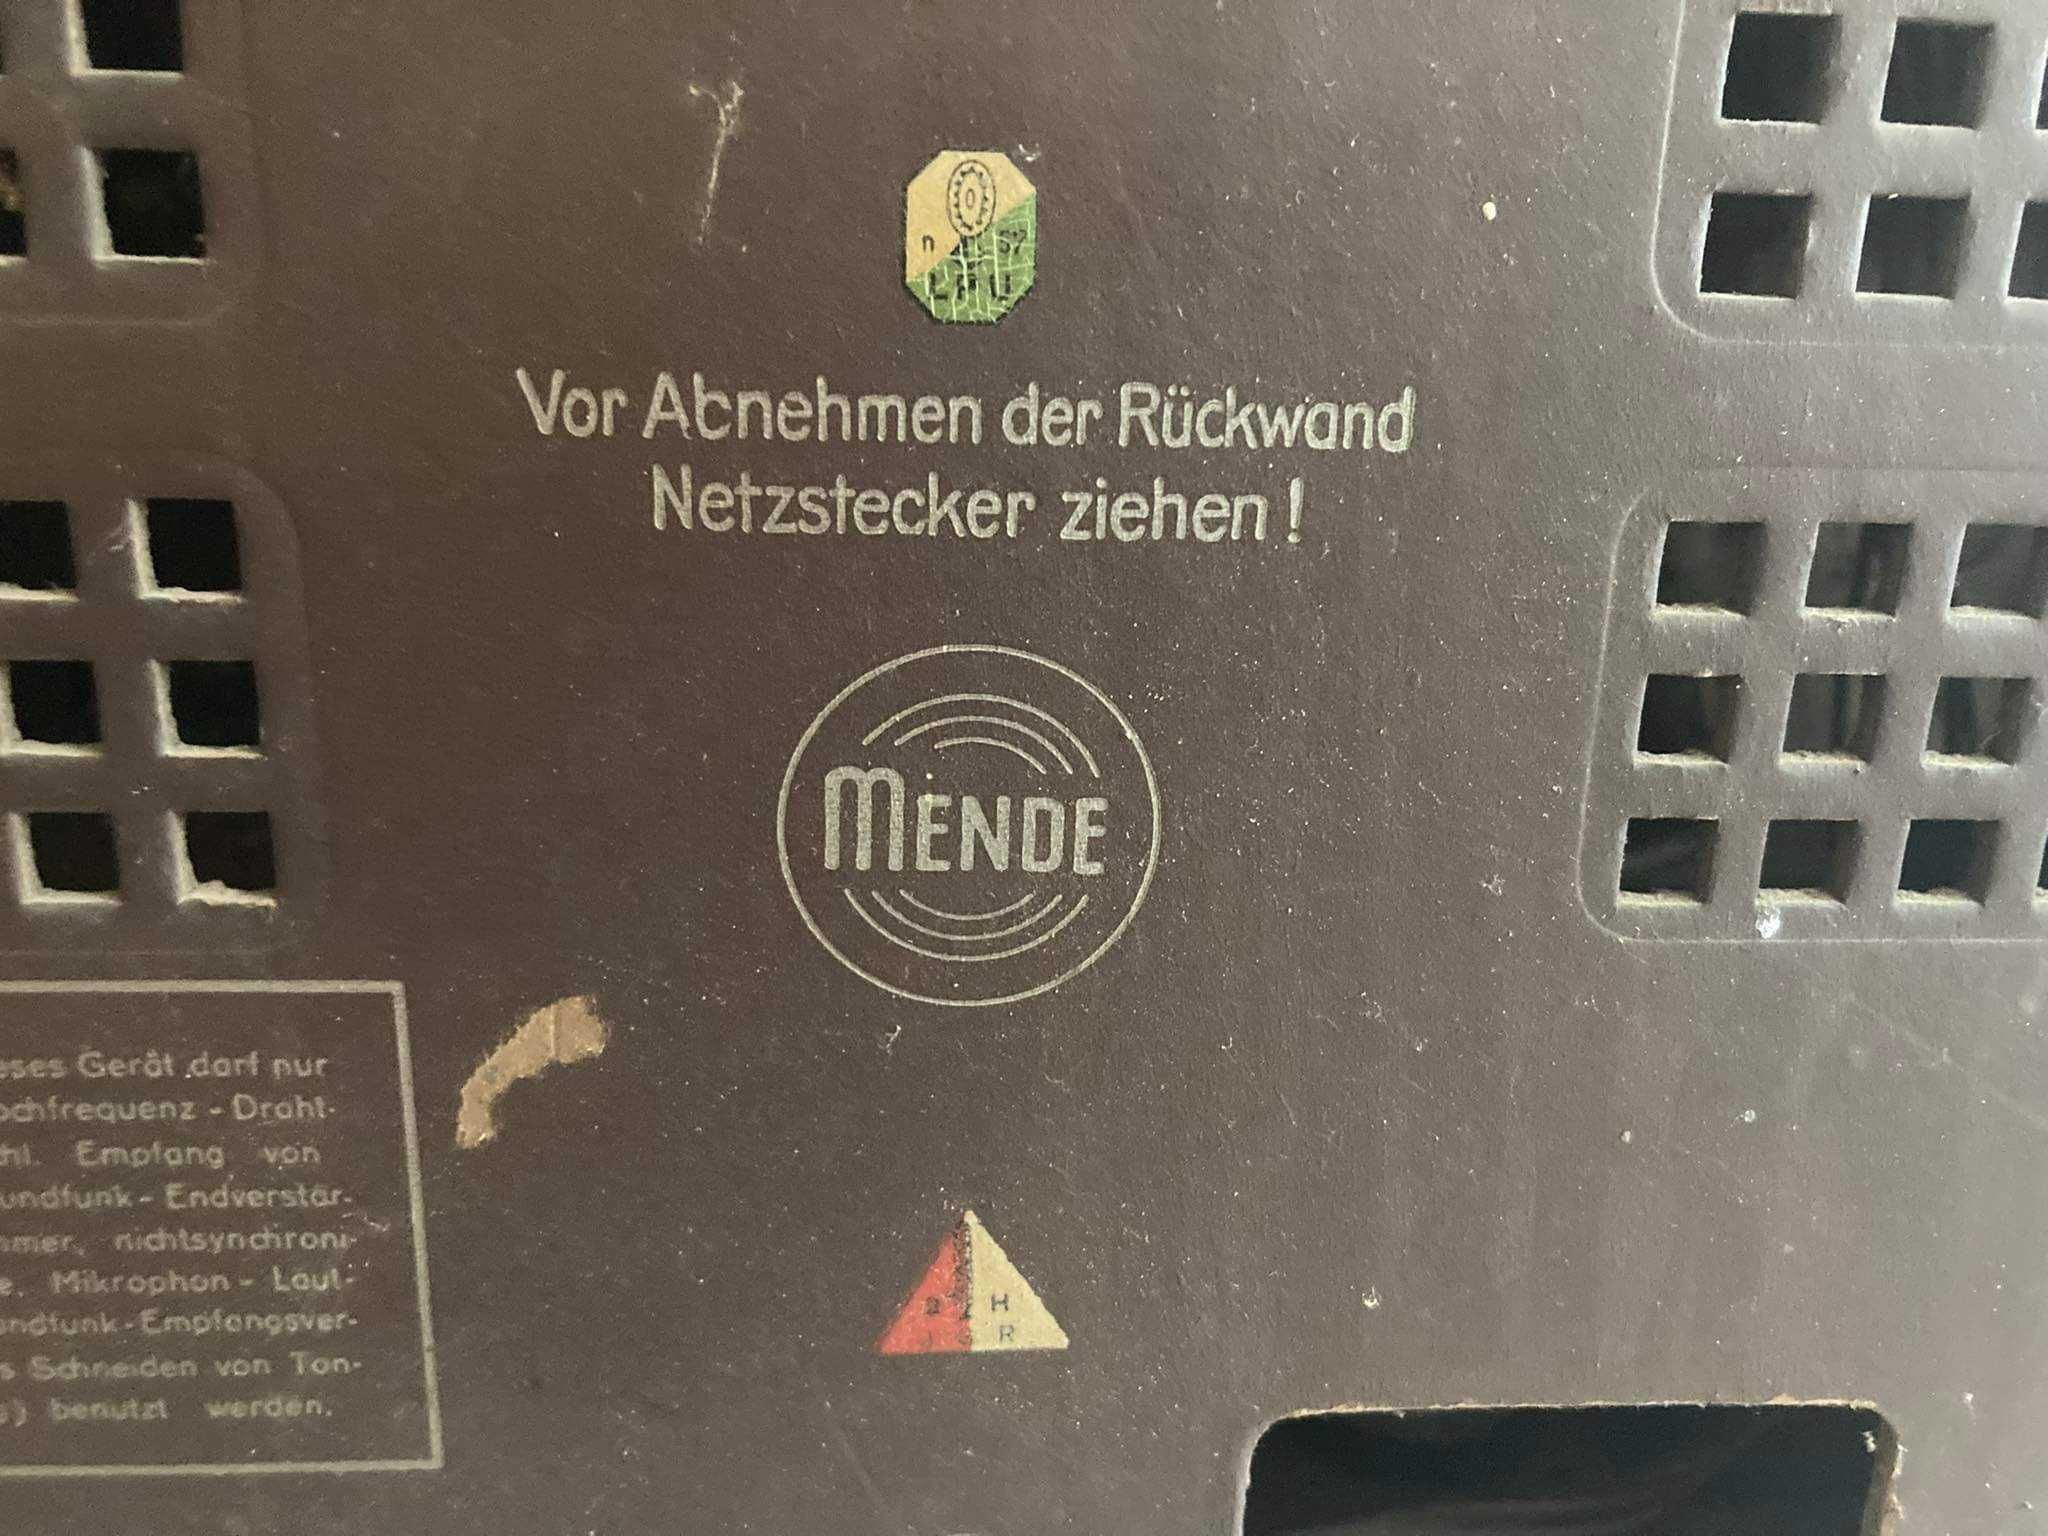 n 57
Vor Abnehmen der Rückwand
Netzstecker ziehen!
MENDE
eses Gerät darf nur
ochfrequenz - Draht-
hl. Empfang von
undfunk - Endverstär-
mmer, nichtsynchroni-
e. Mikrophon - Laut-
undfunk - Empfangsver-
s Schneiden von Ton-
) benutzt werden.
H
R